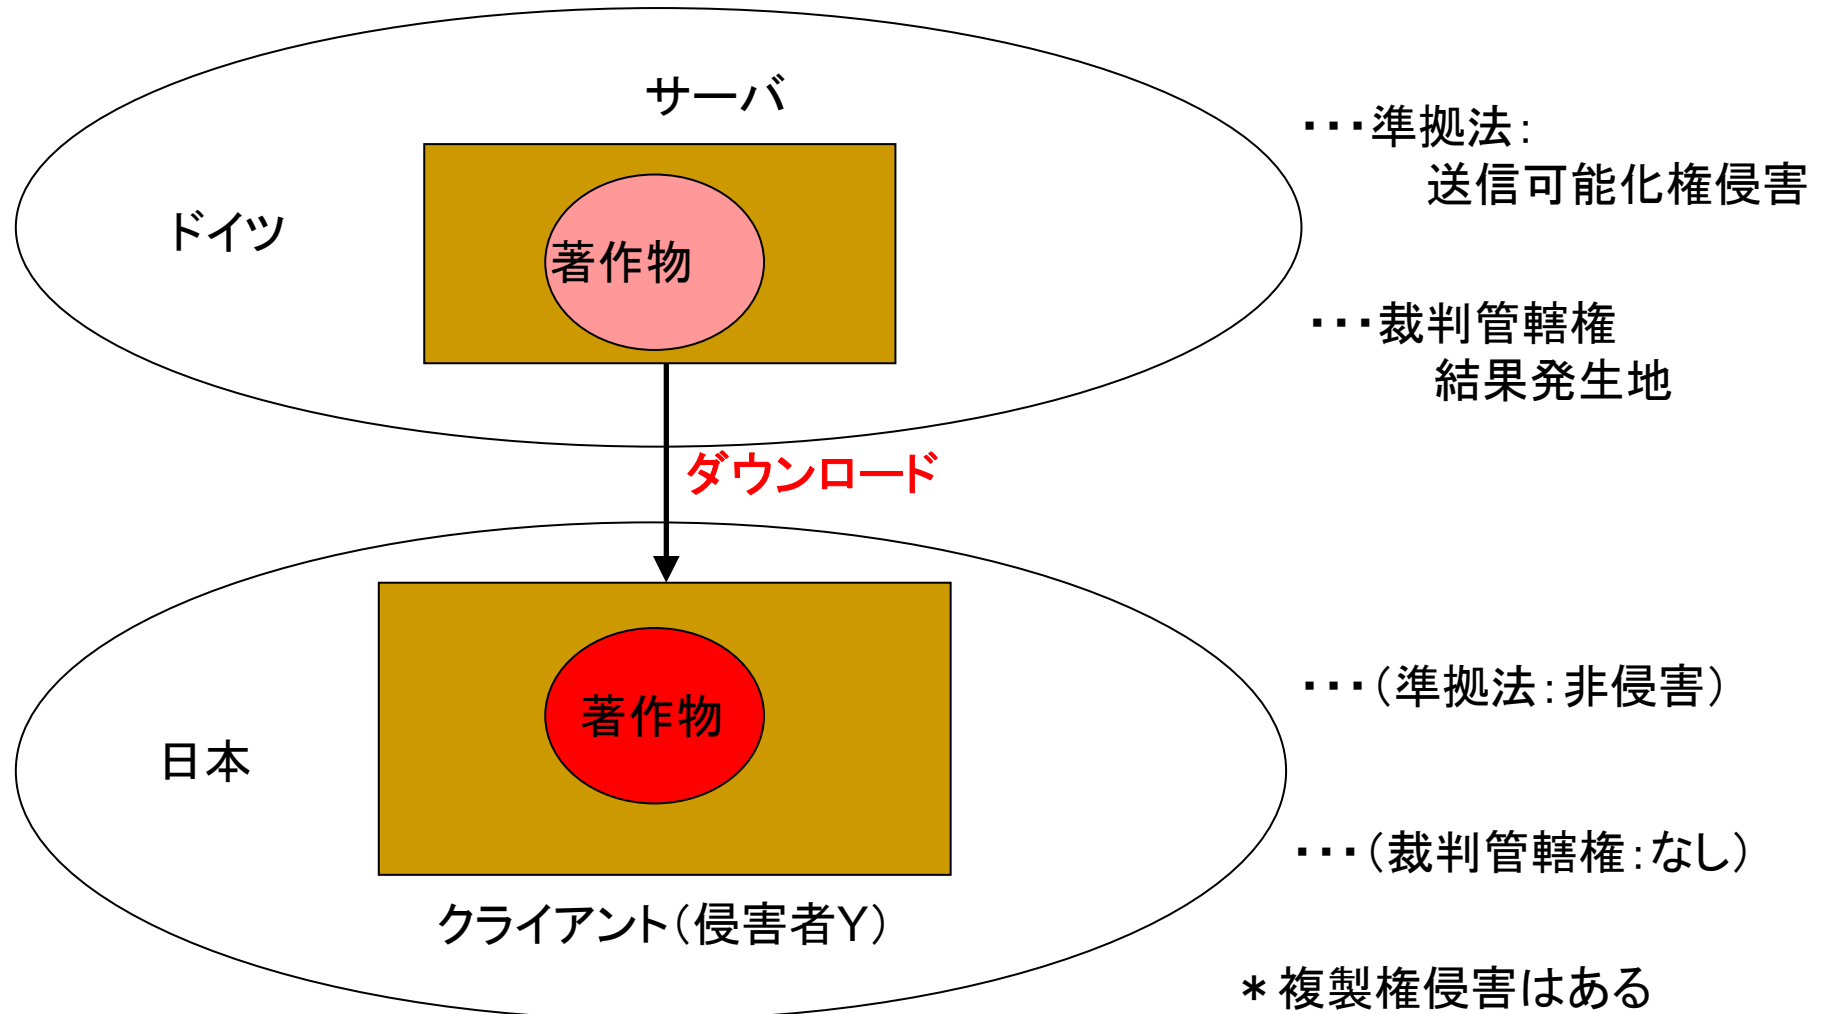 サーバ
・・・準拠法：
送信可能化権侵害
ドイツ
著作物
・・・裁判管轄権
結果発生地
ダウンロード
・・・（準拠法：非侵害）
著作物
日本
・・・（裁判管轄権：なし）
クライアント（侵害者Y）
＊複製権侵害はある